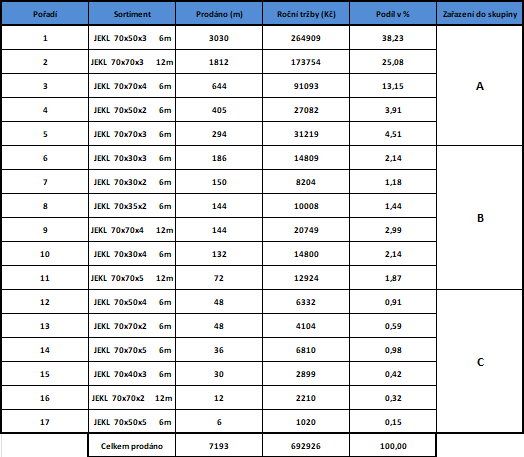 Pořadí Sortiment Prodáno (m) Roční tržby (Kč) Podíl v % Zařazení do skupiny
1 JEKL 70x50x3 6m 3030 264909 38,23
2 JEKL 70x70x3 12m 1812 173754 25,08
3 JEKL 70x70x4 6m 644 91093 13,15 A
4 JEKL 70x50x2 6m 405 27082 3,91
5 JEKL 70x70x3 6m 294 31219 4,51
6 JEKL 70x30x3 6m 186 14809 2,14
7 JEKL 70x30x2 6m 150 8204 1,18
8 JEKL 70x35x2 6m 144 10008 1,44
B
9 JEKL 70x70x4 12m 144 20749 2,99
10 JEKL 70x30x4 6m 132 14800 2,14
11 JEKL 70x70x5 12m 72 12924 1,87
12 JEKL 70x50x4 6m 48 6332 0,91
13 JEKL 70x70x2 6m 48 4104 0,59
14 JEKL 70x70x5 6m 36 6810 0,98
C
15 JEKL 70x40x3 6m 30 2899 0,42
16 JEKL 70x70x2 12m 12 2210 0,32
17 JEKL 70x50x5 6m 6 1020 0,15
Celkem prodáno 7193 692926 100,00